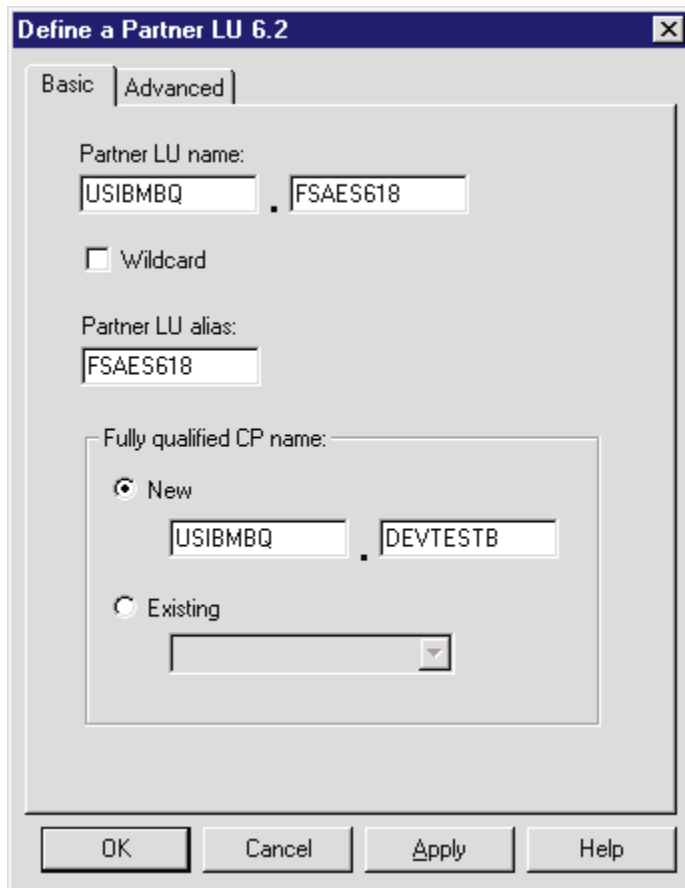 Define a Partner LU 6.2
Basic Advanced
Partner LU name:
USIBMBQ . FSAES618
Wildcard
Partner LU alias:
FSAES618
Fully qualified CP name:
New
USIBMBQ . DEVTESTB
Existing
OK Cancel Apply Help